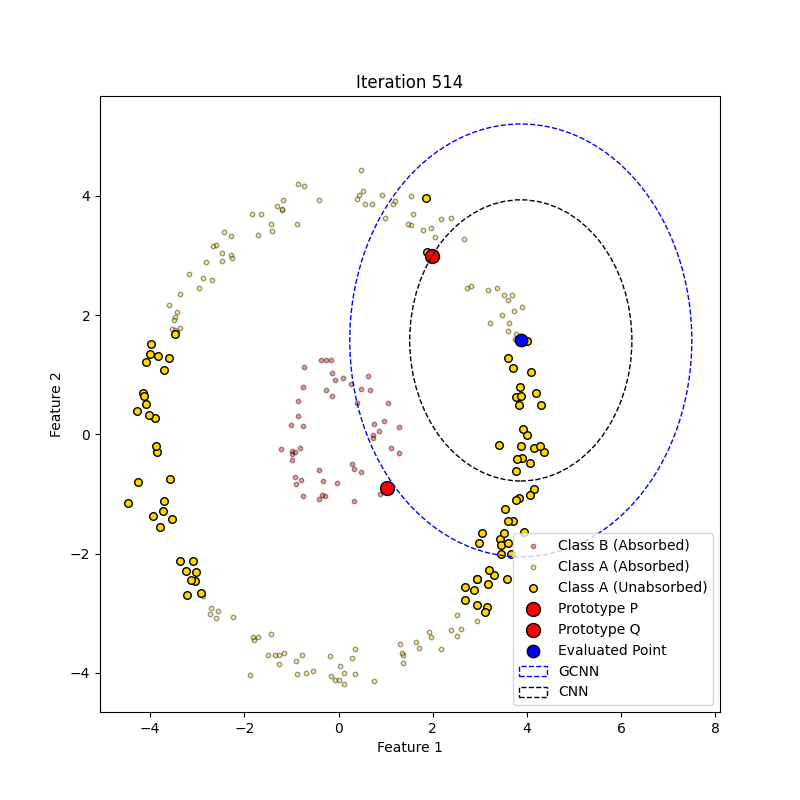 Iteration 514
Feature 2
4
2
0
−2
−4
−4
−2
0
2
4
6
8
Feature 1
Class B (Absorbed)
Class A (Absorbed)
Class A (Unabsorbed)
Prototype P
Prototype Q
Evaluated Point
GCNN
CNN